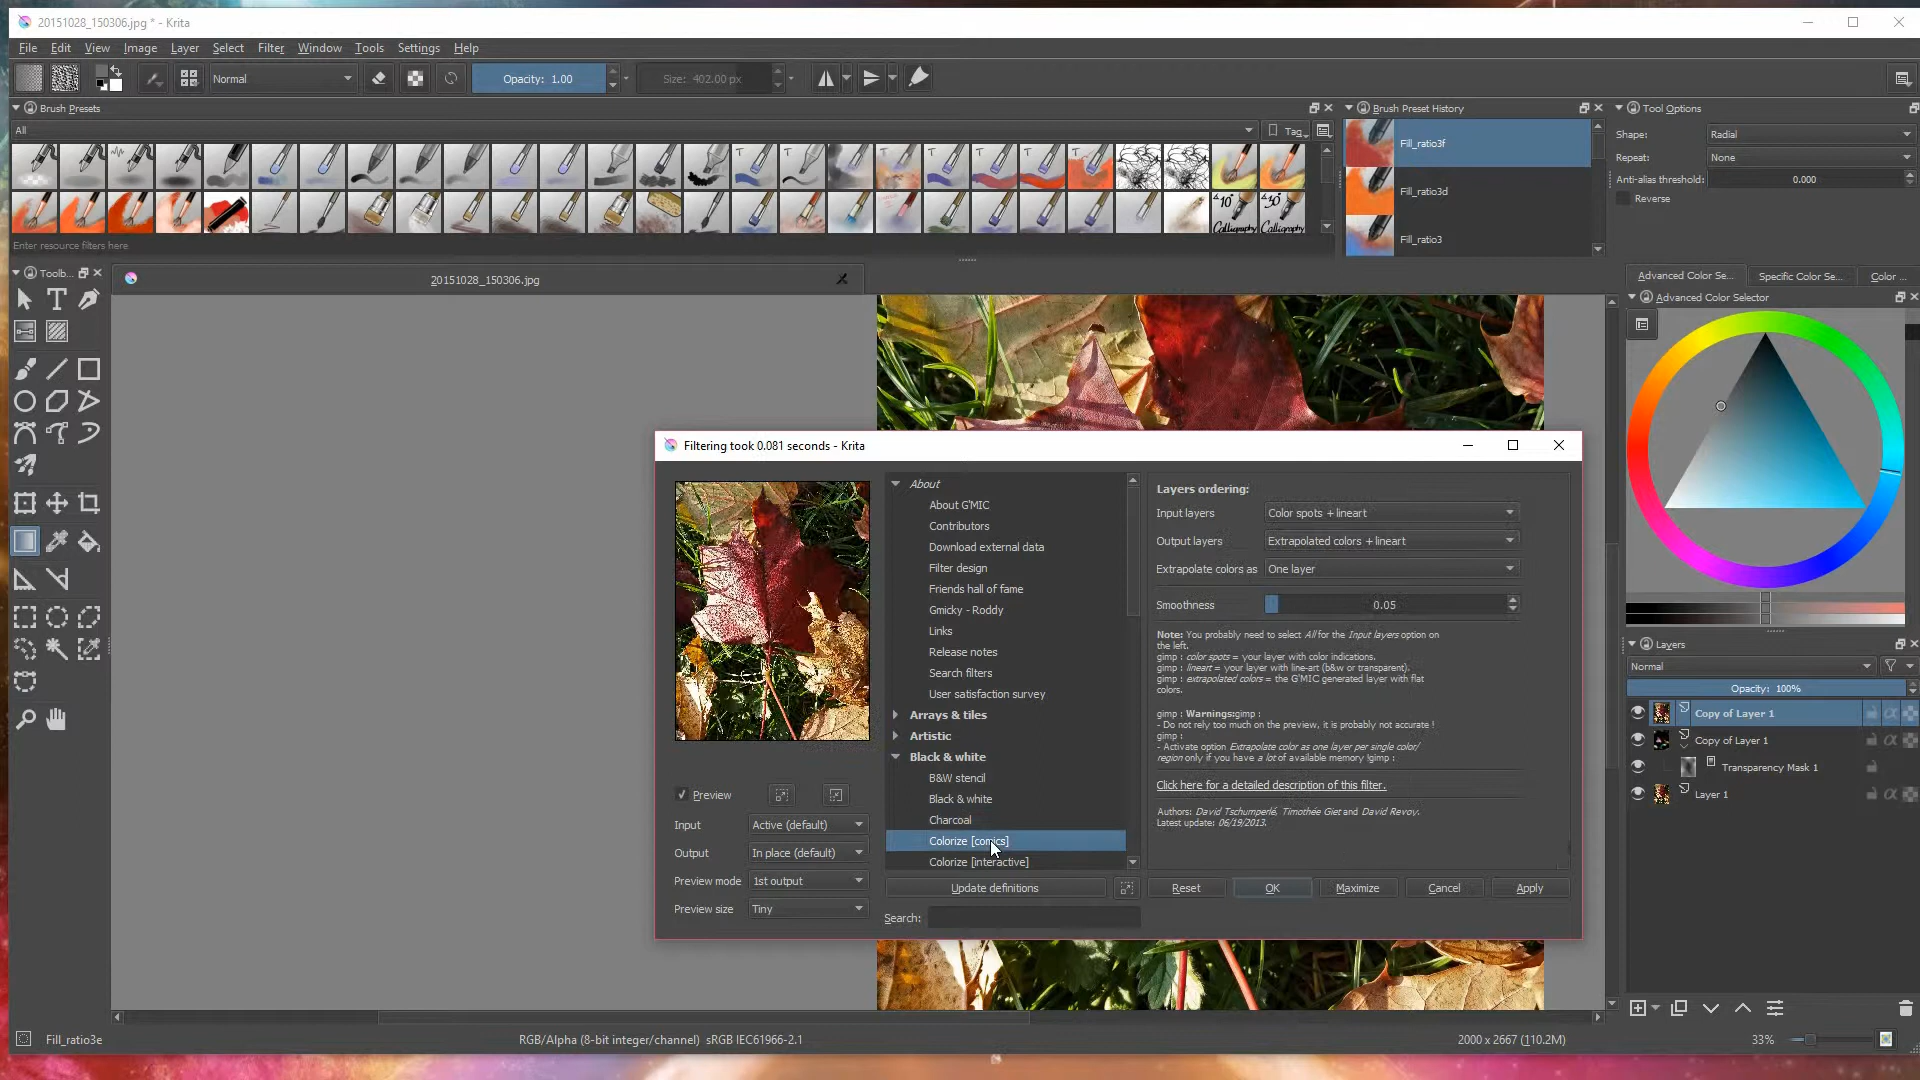 20151028_150306.jpg * - Krita
File Edit View Image Layer Select Filter Window Tools Settings Help
Normal
Opacity: 1.00
Size: 402.00 px
Brush Presets
All
Tag
Enter resource filters here
Brush Preset History
Fill_ratio3f
Fill_ratio3d
Fill_ratio3
Tool Options
Shape: Radial
Repeat: None
Anti-alias threshold: 0.000
Reverse
Toolb...
20151028_150306.jpg
Advanced Color Se... Specific Color Se... Color ...
Advanced Color Selector
Filtering took 0.081 seconds - Krita
Preview
Input Active (default)
Output In place (default)
Preview mode 1st output
Preview size Tiny
About
About G'MIC
Contributors
Download external data
Filter design
Friends hall of fame
Gmicky - Roddy
Links
Release notes
Search filters
User satisfaction survey
Arrays & tiles
Artistic
Black & white
B&W stencil
Black & white
Charcoal
Colorize [comics]
Colorize [interactive]
Update definitions
Search:
Layers ordering:
Input layers Color spots + lineart
Output layers Extrapolated colors + lineart
Extrapolate colors as One layer
Smoothness 0.05
Note: You probably need to select All for the Input layers option on
the left.
gimp : color spots = your layer with color indications.
gimp : lineart = your layer with line-art (b&w or transparent).
gimp : extrapolated colors = the G'MIC generated layer with flat
colors.
gimp : Warnings:gimp :
- Do not rely too much on the preview, it is probably not accurate !
gimp :
- Activate option Extrapolate color as one layer per single color/
region only if you have a lot of available memory !gimp :
Click here for a detailed description of this filter.
Authors: David Tschumperlé, Timothée Giet and David Revoy.
Latest update: 06/19/2013.
Reset OK Maximize Cancel Apply
Layers
Normal
Opacity: 100%
Copy of Layer 1
Copy of Layer 1
Transparency Mask 1
Layer 1
Fill_ratio3e
RGB/Alpha (8-bit integer/channel) sRGB IEC61966-2.1
2000 x 2667 (110.2M)
33%